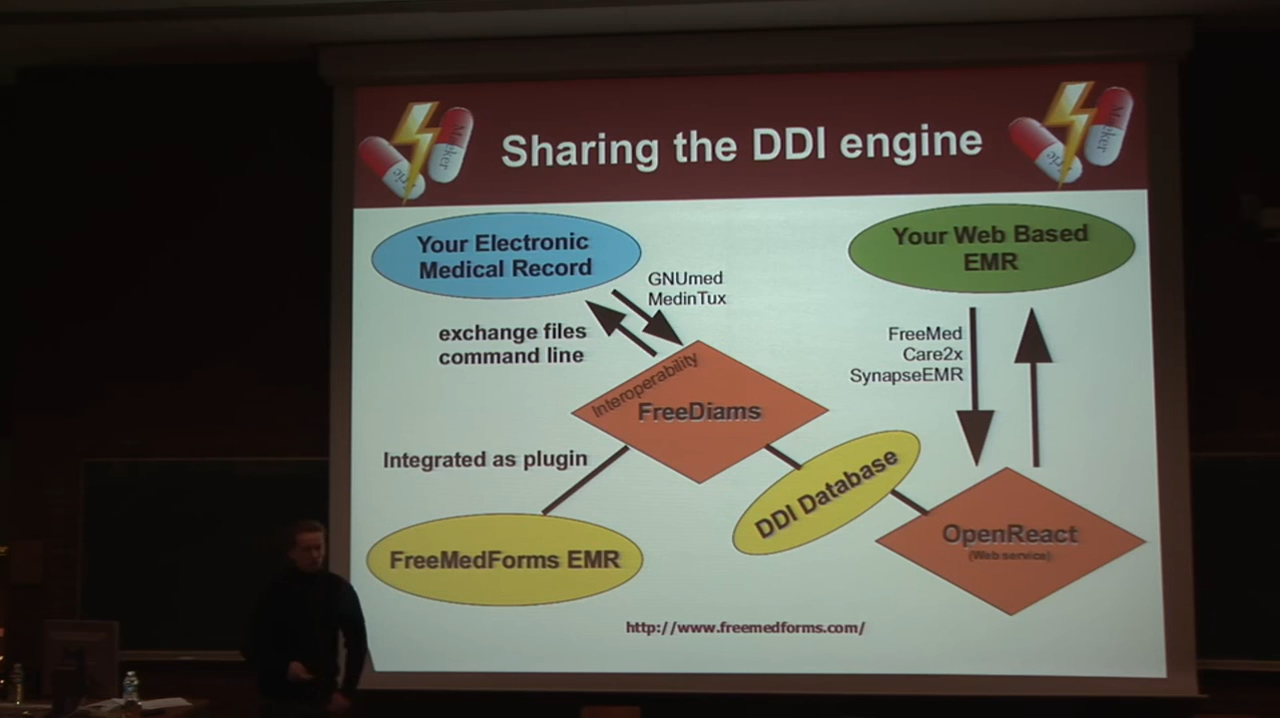 Sharing the DDI engine
Your Electronic
Medical Record
Your Web Based
EMR
GNUmed
MedinTux
exchange files
command line
FreeMed
Care2x
SynapseEMR
Interoperability
FreeDiams
Integrated as plugin
DDI Database
OpenReact
(Web service)
FreeMedForms EMR
http://www.freemedforms.com/